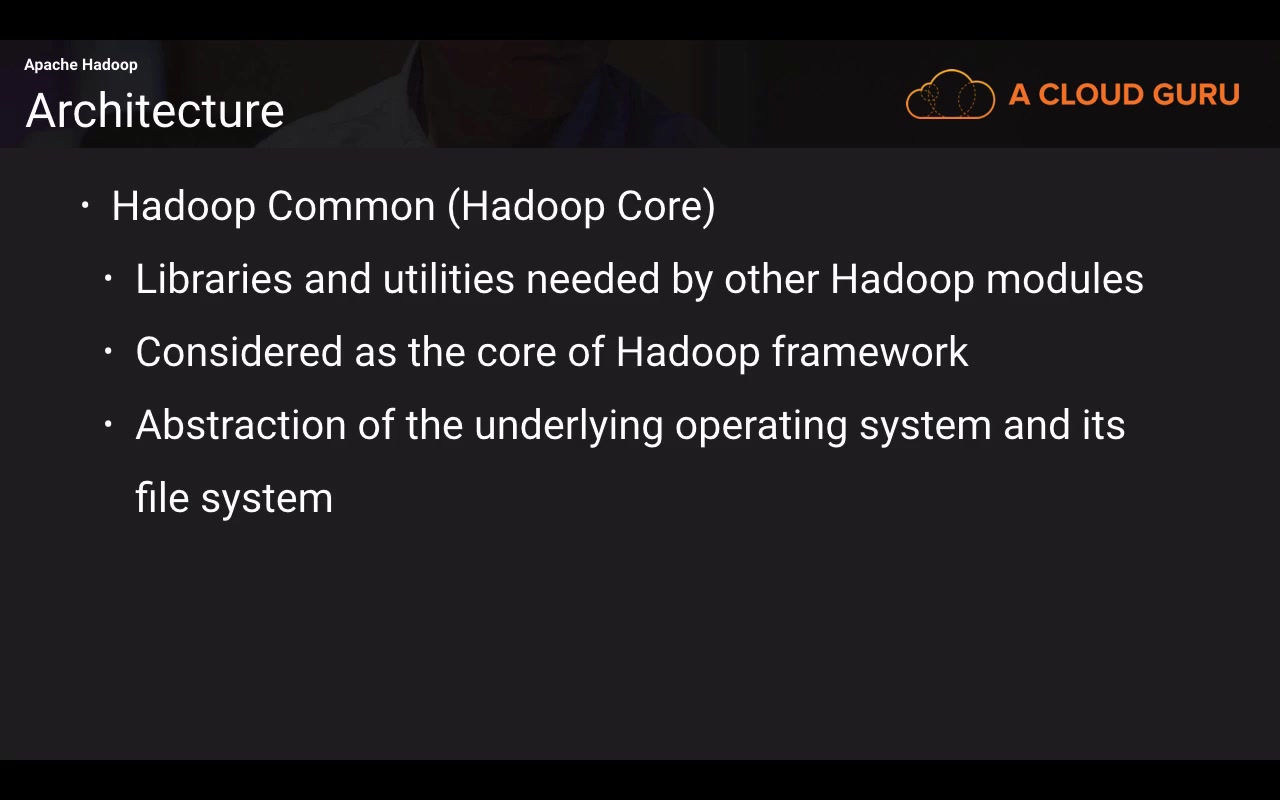 Apache Hadoop
Architecture
A CLOUD GURU
• Hadoop Common (Hadoop Core)
• Libraries and utilities needed by other Hadoop modules
• Considered as the core of Hadoop framework
• Abstraction of the underlying operating system and its
file system